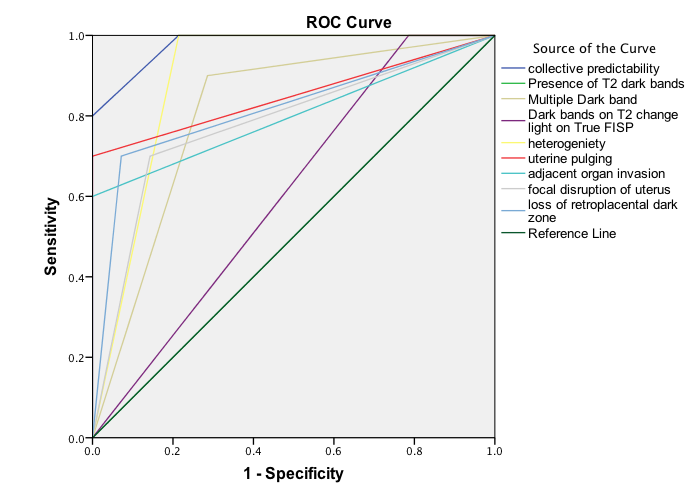 ROC Curve
Source of the Curve
collective predictability
Presence of T2 dark bands
Multiple Dark band
Dark bands on T2 change
light on True FISP
heterogeniety
uterine pulging
adjacent organ invasion
focal disruption of uterus
loss of retroplacental dark
zone
Reference Line
Sensitivity
1.0
0.8
0.6
0.4
0.2
0.0
0.0 0.2 0.4 0.6 0.8 1.0
1 - Specificity